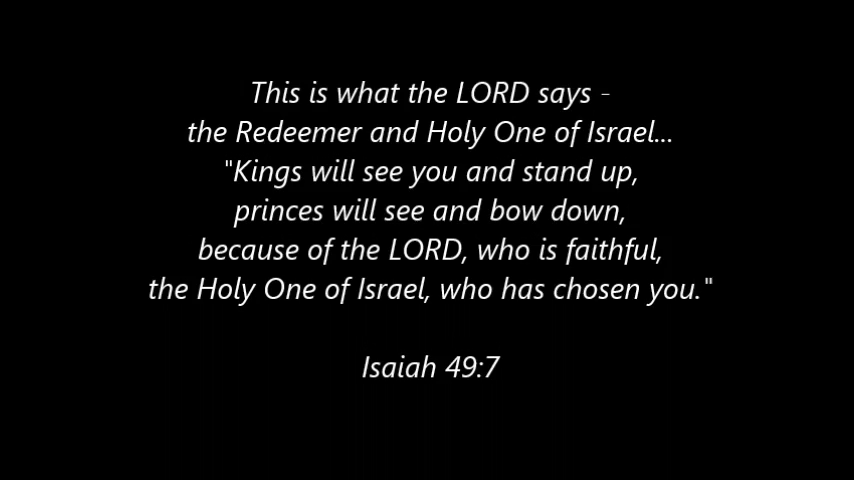 This is what the LORD says -
the Redeemer and Holy One of Israel...
"Kings will see you and stand up,
princes will see and bow down,
because of the LORD, who is faithful,
the Holy One of Israel, who has chosen you."
Isaiah 49:7